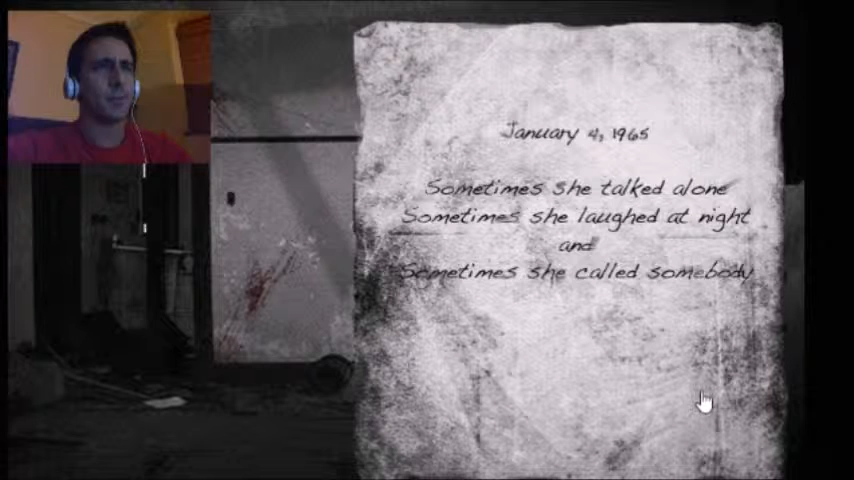 January 4, 1965
Sometimes she talked alone
Sometimes she laughed at night
and
Sometimes she called somebody